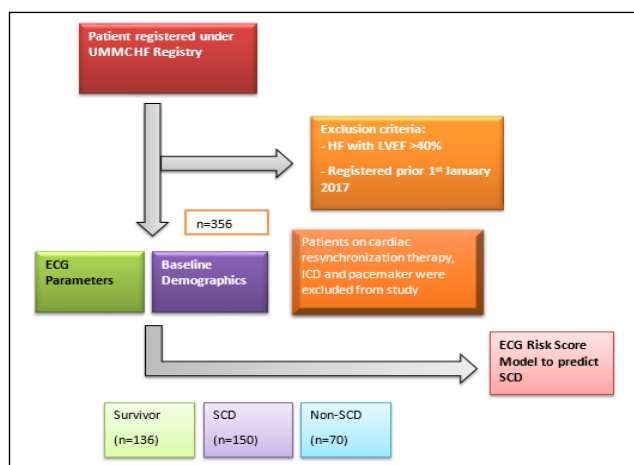 Patient registered under
UMMCHF Registry
Exclusion criteria:
- HF with LVEF >40%
- Registered prior 1st January
2017
n=356
ECG
Parameters
Baseline
Demographics
Patients on cardiac
resynchronization therapy,
ICD and pacemaker were
excluded from study
ECG Risk Score
Model to predict
SCD
Survivor
(n=136)
SCD
(n=150)
Non-SCD
(n=70)